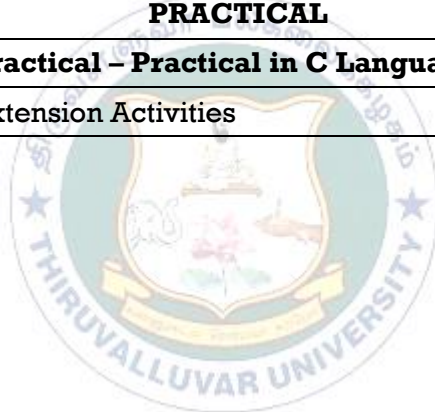 PRACTICAL
ractical – Practical in C Langua
xtension Activities
THIRUVALLUVAR UNIVERSITY